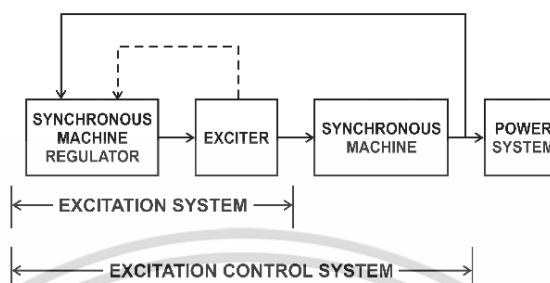 SYNCHRONOUS
MACHINE
REGULATOR
EXCITER
SYNCHRONOUS
MACHINE
POWER
SYSTEM
EXCITATION SYSTEM
EXCITATION CONTROL SYSTEM